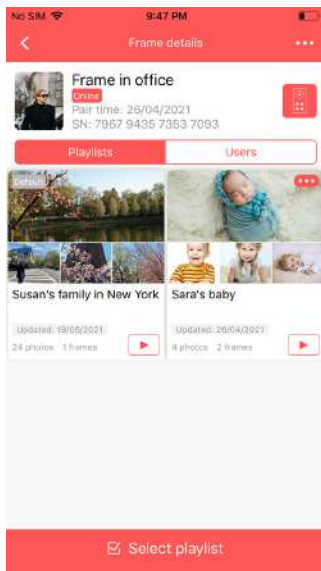 No SIM 9:47 PM
Frame details
Frame in office
Online
Pair time: 26/04/2021
SN: 7967 9435 7353 7093
Playlists Users
Default
Susan's family in New York
Updated: 19/05/2021
24 photos 1 frames
Sara's baby
Updated: 26/04/2021
4 photos 2 frames
Select playlist